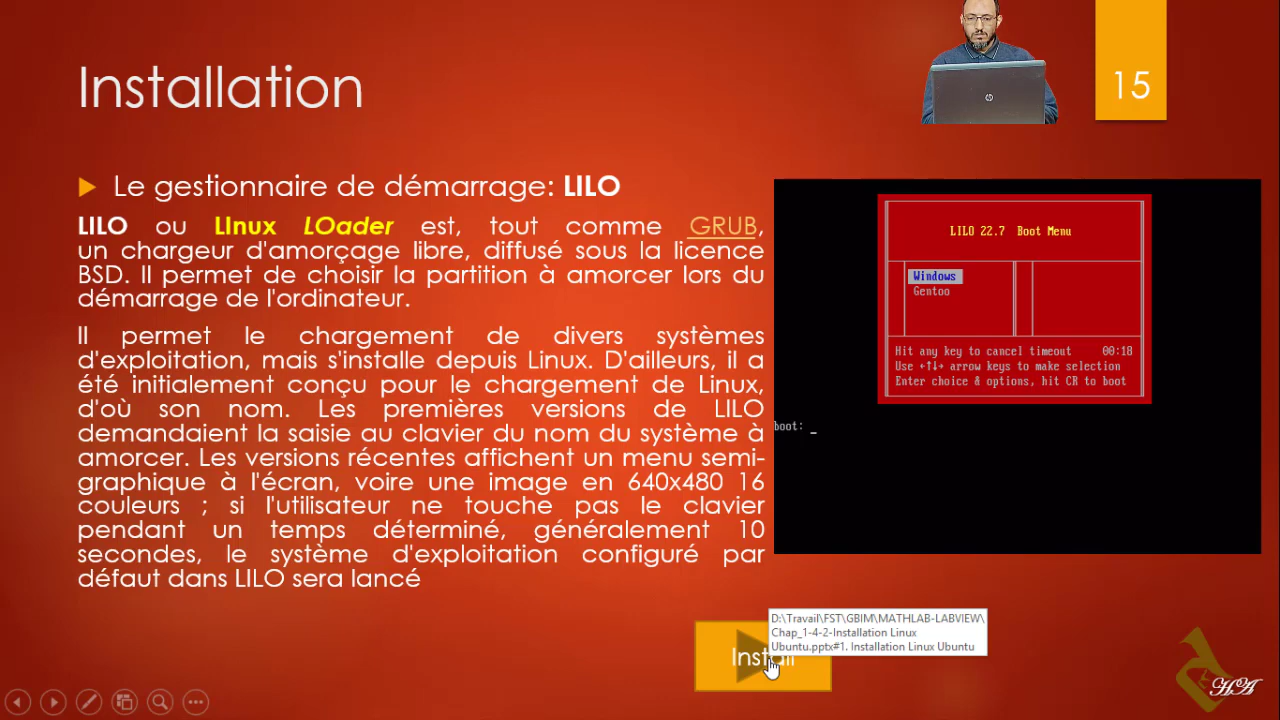 Installation
15
Le gestionnaire de démarrage: LILO
LILO ou LInux LOader est, tout comme GRUB,
un chargeur d'amorçage libre, diffusé sous la licence
BSD. Il permet de choisir la partition à amorcer lors du
démarrage de l'ordinateur.
Il permet le chargement de divers systèmes
d'exploitation, mais s'installe depuis Linux. D'ailleurs, il a
été initialement conçu pour le chargement de Linux,
d'où son nom. Les premières versions de LILO
demandaient la saisie au clavier du nom du système à
amorcer. Les versions récentes affichent un menu semi-
graphique à l'écran, voire une image en 640x480 16
couleurs ; si l'utilisateur ne touche pas le clavier
pendant un temps déterminé, généralement 10
secondes, le système d'exploitation configuré par
défaut dans LILO sera lancé
LILO 22.7 Boot Menu
Windows
Gentoo
Hit any key to cancel timeout 00:18
Use ←↑↓→ arrow keys to make selection
Enter choice & options, hit CR to boot
boot: _
D:\Travail\FST\GBIM\MATHLAB-LABVIEW\
Chap_1-4-2-Installation Linux
Ubuntu.pptx#1. Installation Linux Ubuntu
Install
hp
HA